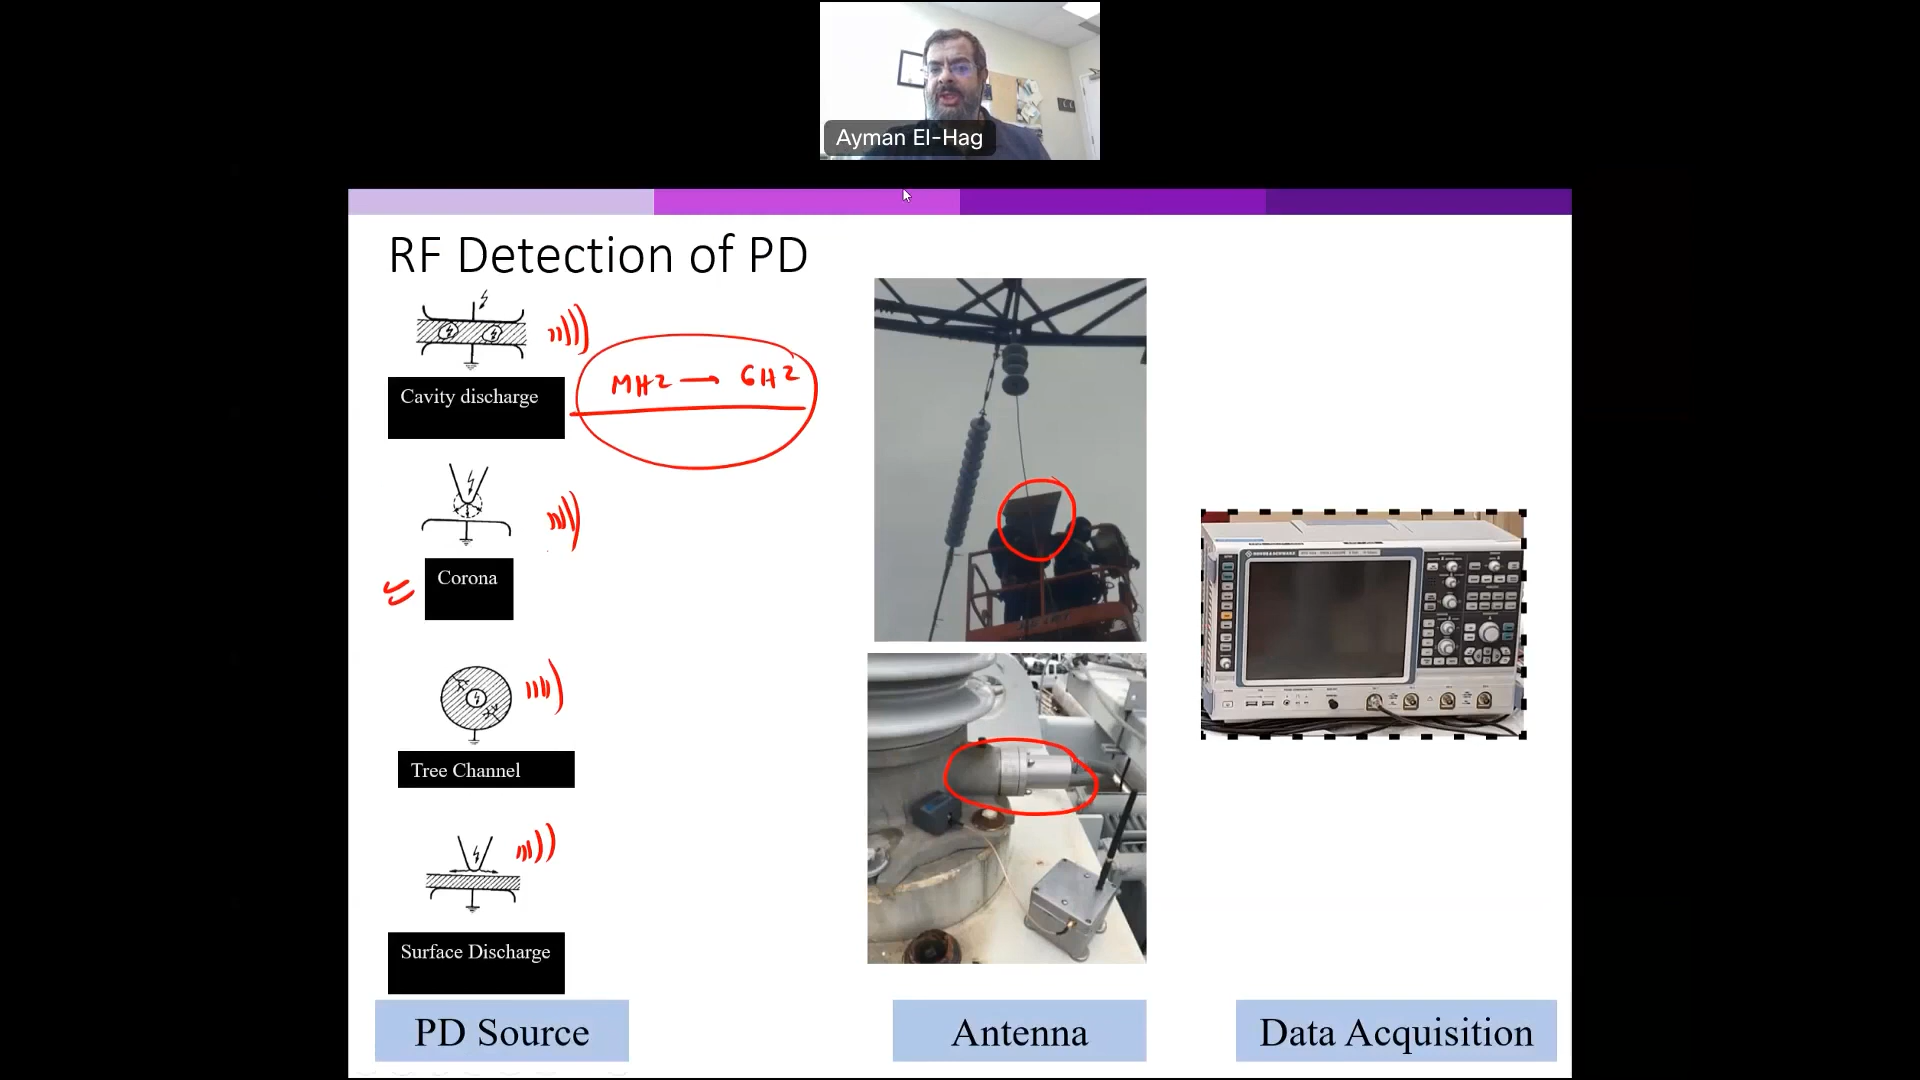 Ayman El-Hag
RF Detection of PD
MHZ → GHZ
Cavity discharge
Corona
Tree Channel
Surface Discharge
PD Source
Antenna
Data Acquisition